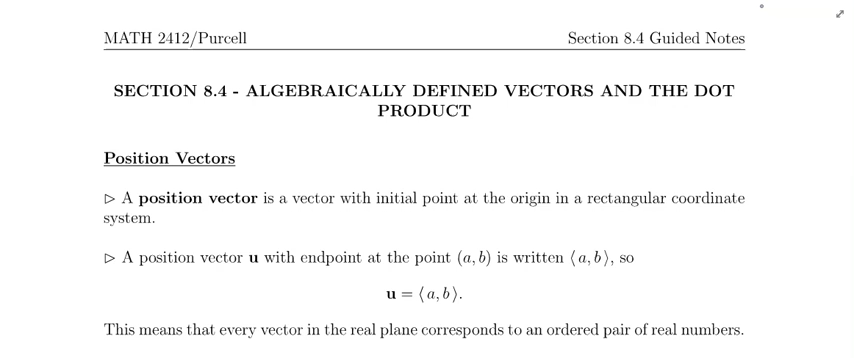 MATH 2412/Purcell Section 8.4 Guided Notes
SECTION 8.4 - ALGEBRAICALLY DEFINED VECTORS AND THE DOT
PRODUCT
Position Vectors
▷ A position vector is a vector with initial point at the origin in a rectangular coordinate
system.
▷ A position vector u with endpoint at the point (a, b) is written ⟨a, b⟩, so
u = ⟨a, b⟩.
This means that every vector in the real plane corresponds to an ordered pair of real numbers.